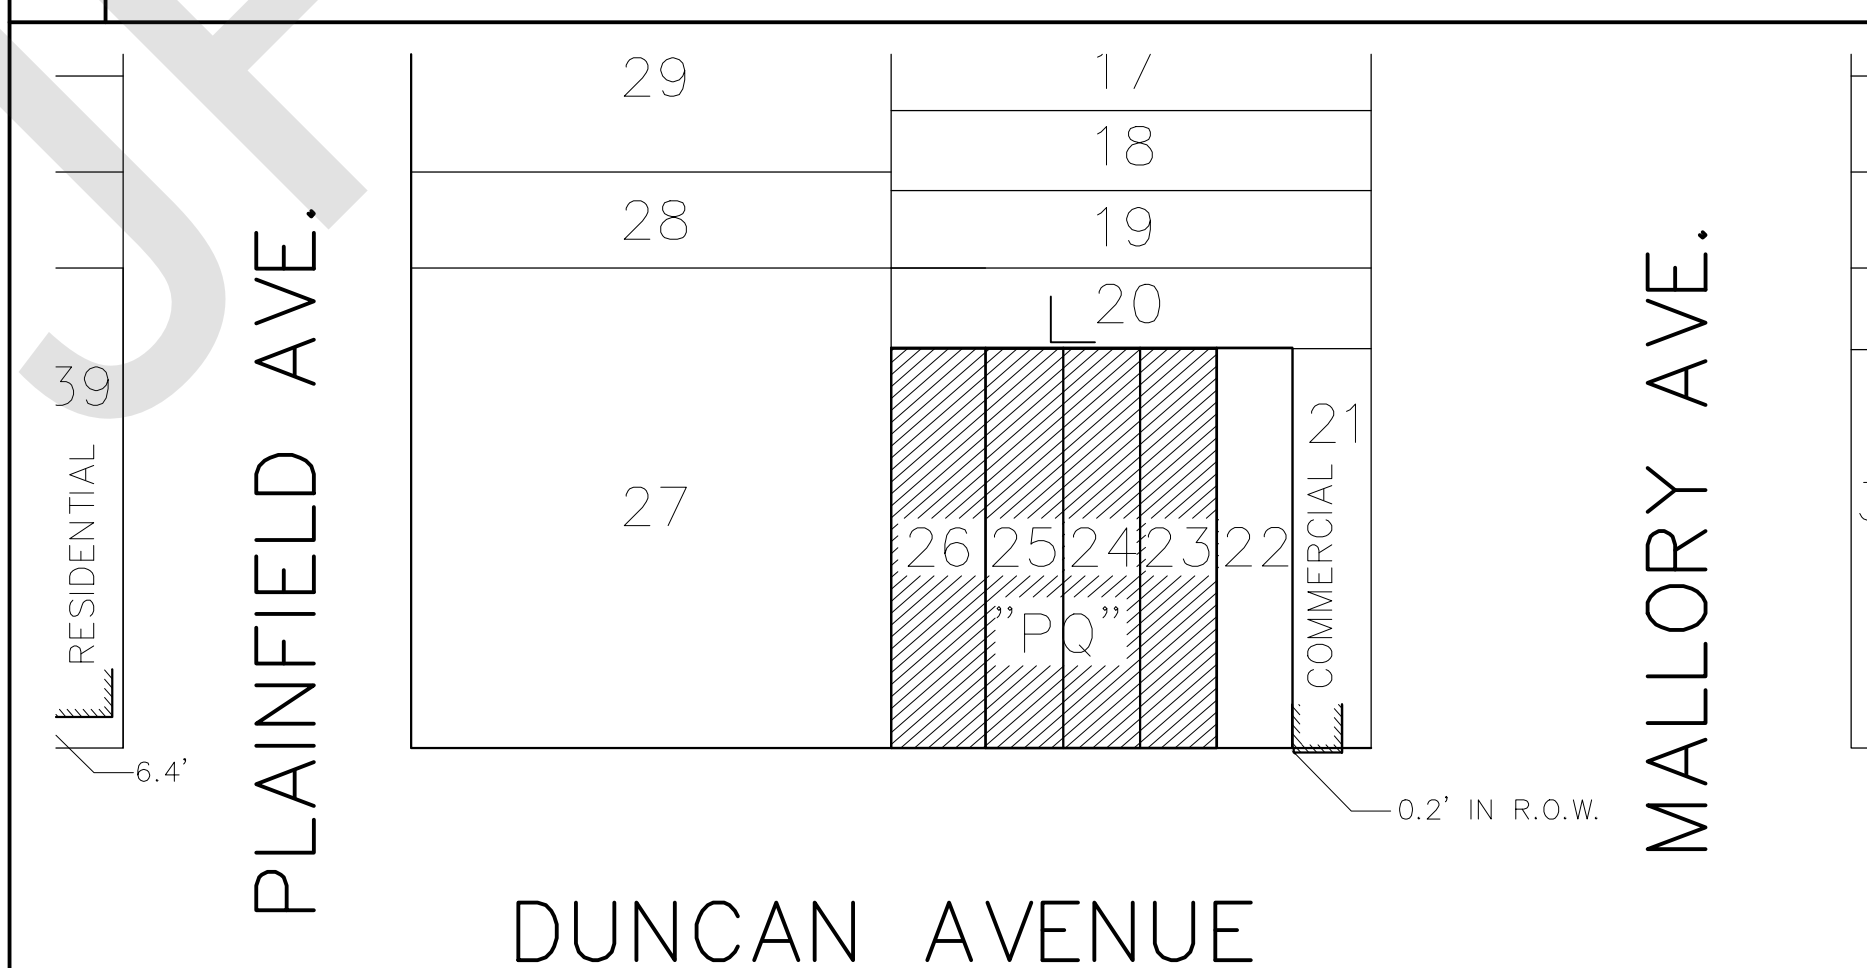 29
17
18
28
19
20
39
RESIDENTIAL
PLAINFIELD AVE.
27
26 25 24 23 22
"PQ"
21
COMMERCIAL
MALLORY AVE.
6.4'
0.2' IN R.O.W.
DUNCAN AVENUE